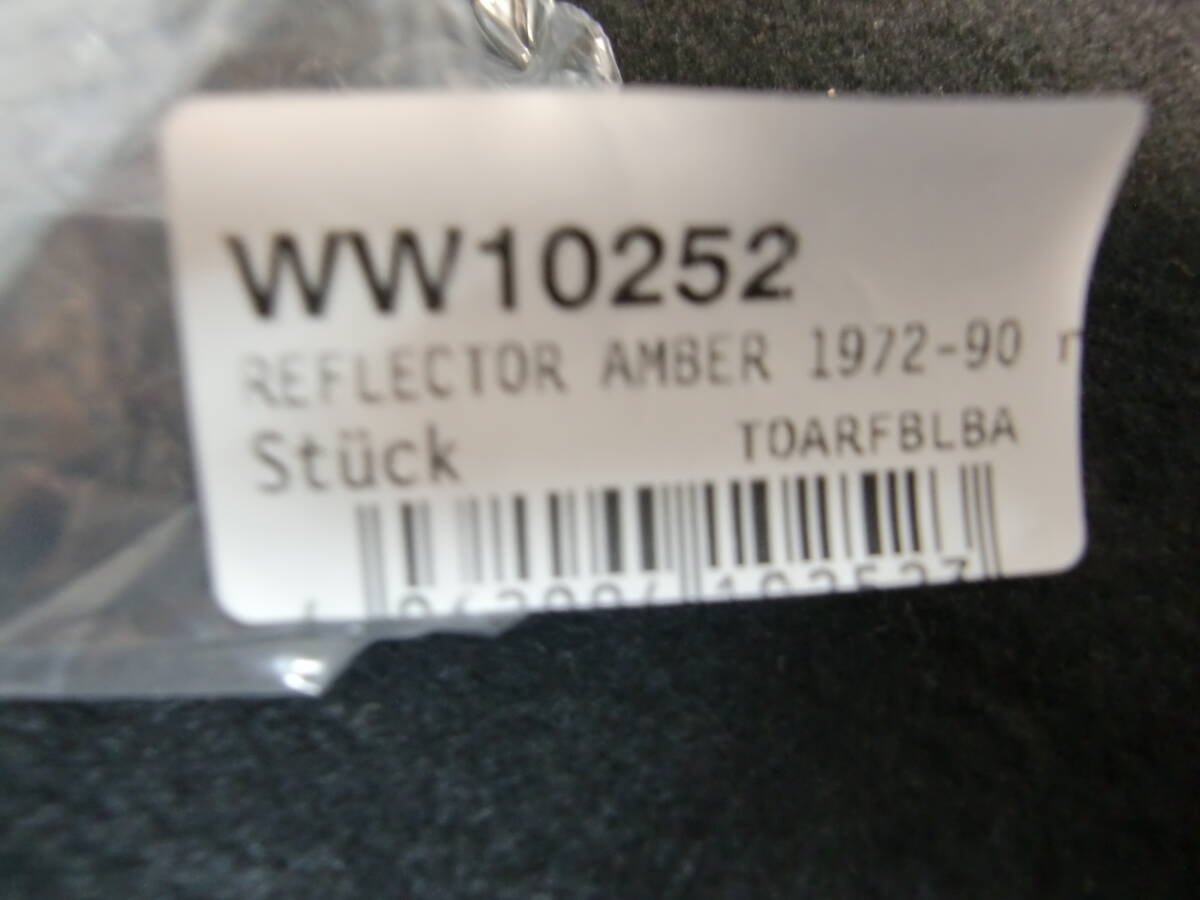 WW10252
REFLECTOR AMBER 1972-90
Stück TOARFBLBA